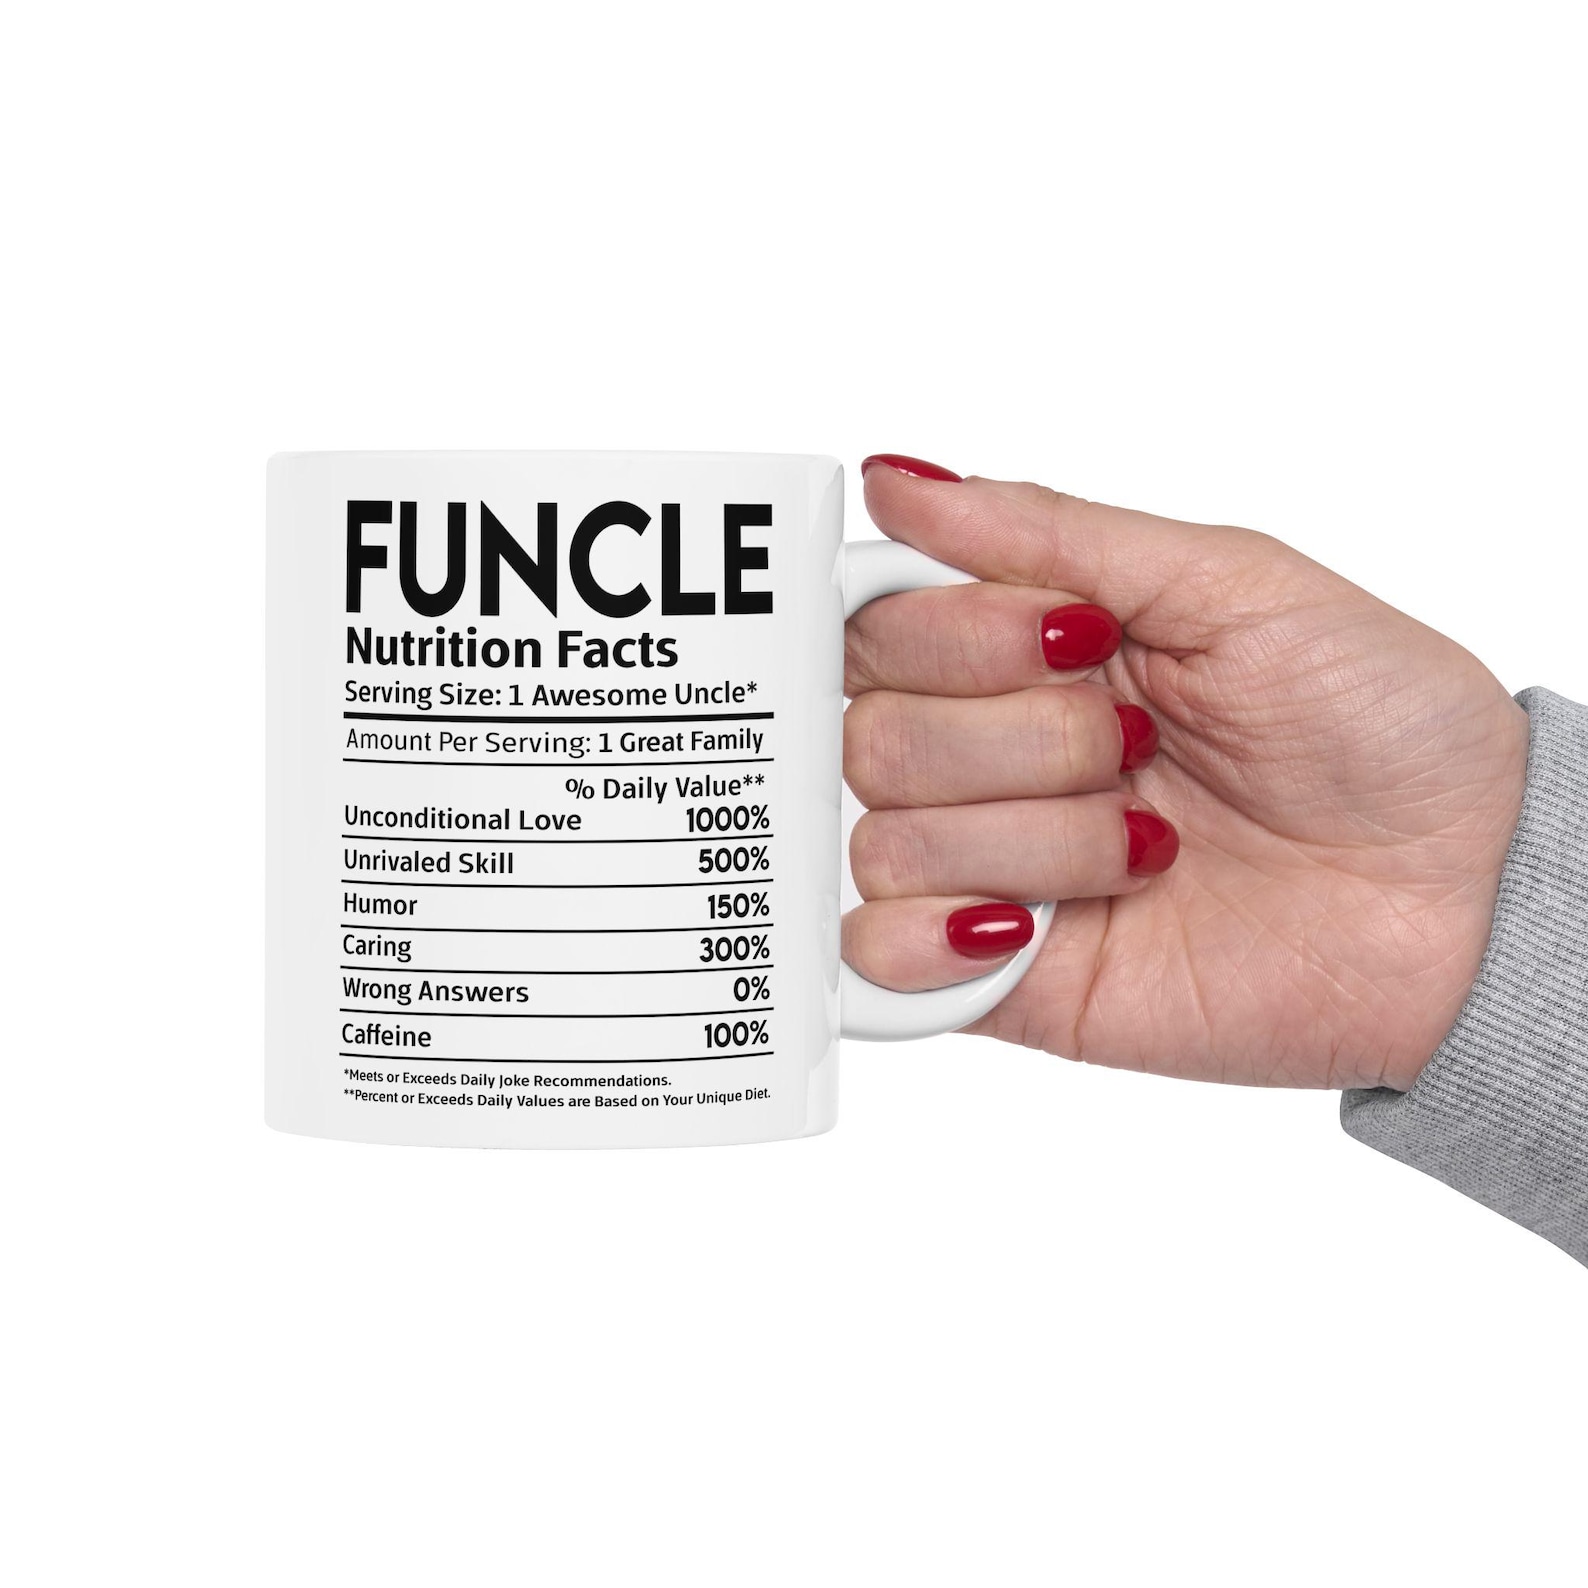 FUNCLE
Nutrition Facts
Serving Size: 1 Awesome Uncle*
Amount Per Serving: 1 Great Family
% Daily Value**
Unconditional Love 1000%
Unrivaled Skill 500%
Humor 150%
Caring 300%
Wrong Answers 0%
Caffeine 100%
*Meets or Exceeds Daily Joke Recommendations.
**Percent or Exceeds Daily Values are Based on Your Unique Diet.